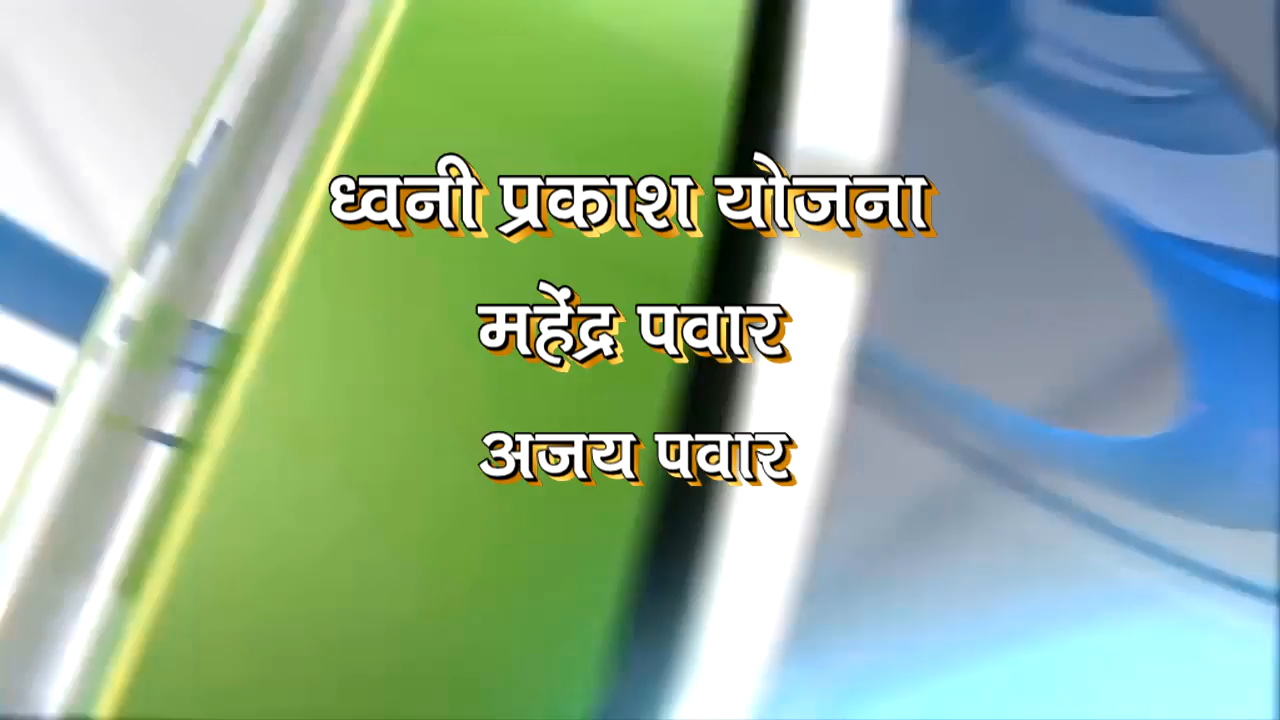 ध्वनी प्रकाश योजना
महेंद्र पवार
अजय पवार